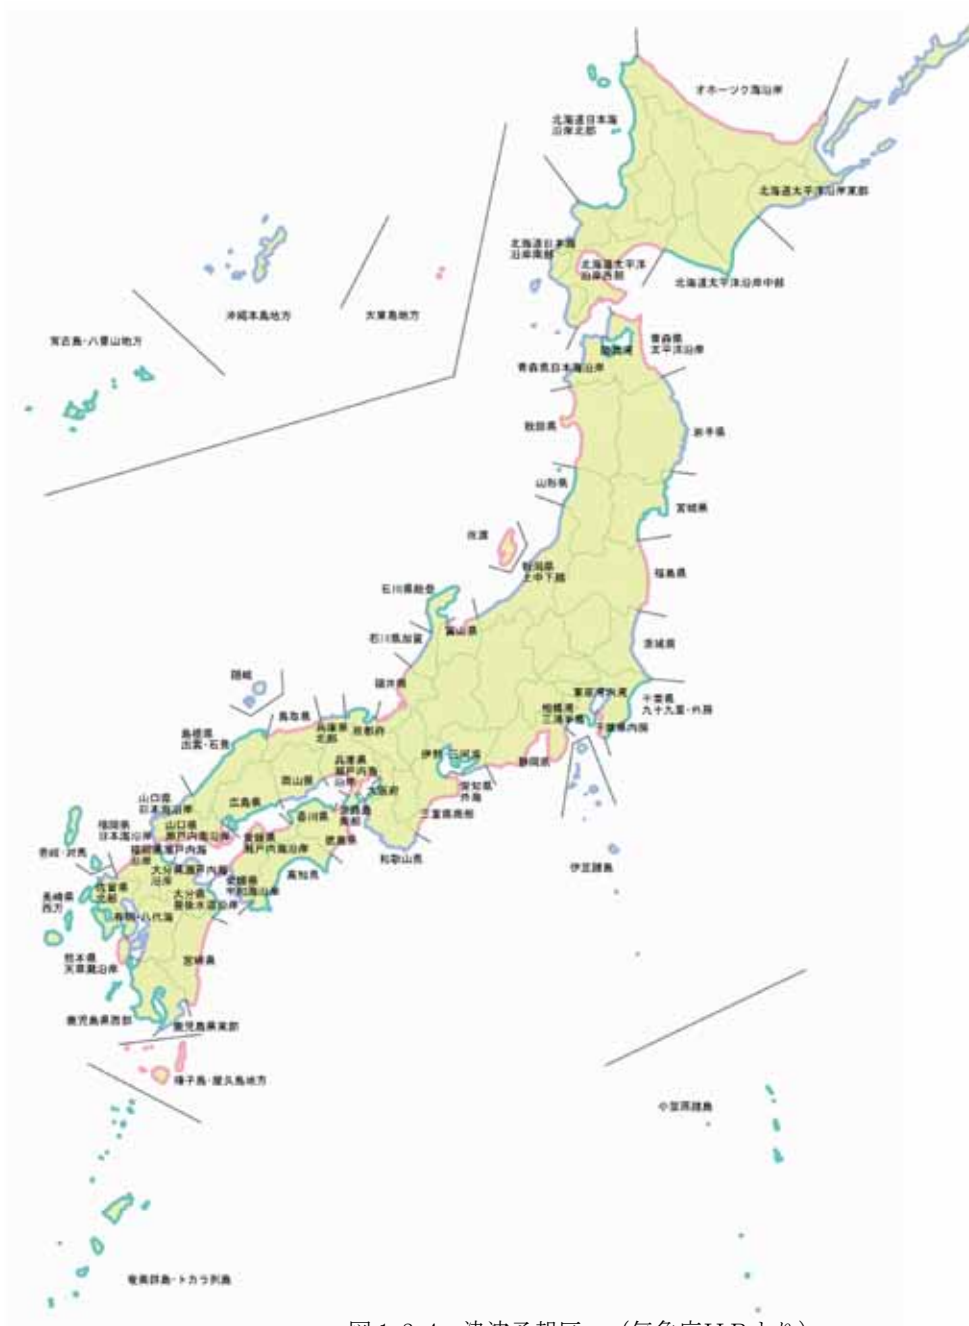 オホーツク海沿岸
北海道日本海
沿岸北部
北海道太平洋沿岸東部
北海道日本海
沿岸南部
北海道太平洋
沿岸西部
北海道太平洋沿岸中部
沖縄本島地方
大東島地方
宮古島・八重山地方
陸奥湾
青森県
太平洋沿岸
青森県日本海沿岸
秋田県
岩手県
山形県
宮城県
佐渡
新潟県
上中下越
福島県
石川県能登
富山県
石川県加賀
茨城県
隠岐
福井県
東京湾内湾
千葉県
九十九里・外房
相模湾
三浦半島
千葉県内房
鳥取県
兵庫県
北部
京都府
島根県
出雲・石見
伊勢・三河湾
静岡県
兵庫県
瀬戸内海
沿岸
岡山県
大阪府
愛知県
外海
山口県
日本海沿岸
広島県
香川県
淡路島
南部
三重県南部
福岡県
日本海沿岸
山口県
瀬戸内海沿岸
愛媛県
瀬戸内海沿岸
徳島県
和歌山県
壱岐・対馬
福岡県瀬戸内海
沿岸
大分県瀬戸内海
沿岸
高知県
伊豆諸島
佐賀県
北部
愛媛県
宇和海沿岸
長崎県
西方
大分県
豊後水道沿岸
有明・八代海
熊本県
天草灘沿岸
宮崎県
鹿児島県西部
鹿児島県東部
種子島・屋久島地方
小笠原諸島
奄美群島・トカラ列島